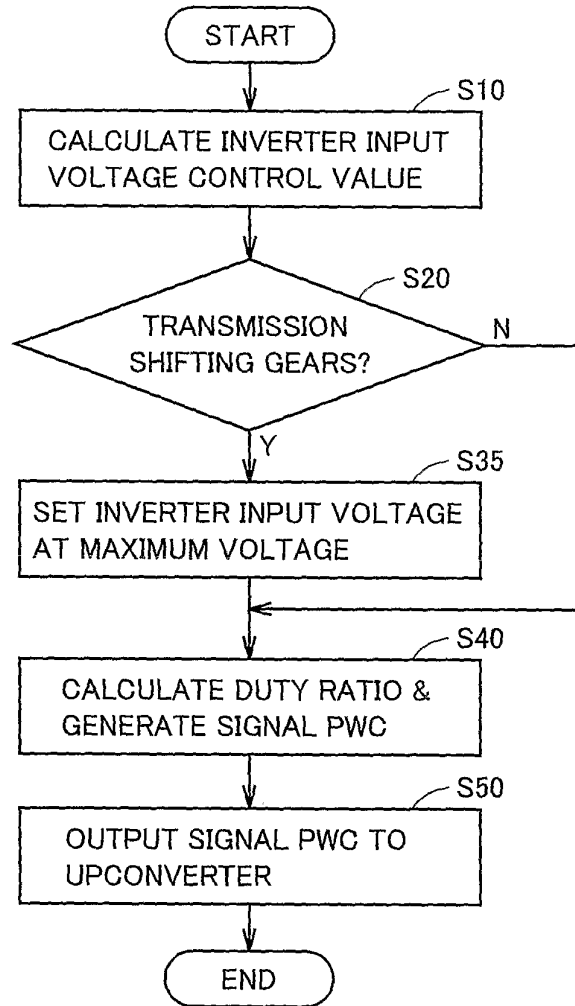 START
S10
CALCULATE INVERTER INPUT
VOLTAGE CONTROL VALUE
S20
TRANSMISSION
SHIFTING GEARS?
N
Y
S35
SET INVERTER INPUT VOLTAGE
AT MAXIMUM VOLTAGE
S40
CALCULATE DUTY RATIO &
GENERATE SIGNAL PWC
S50
OUTPUT SIGNAL PWC TO
UPCONVERTER
END